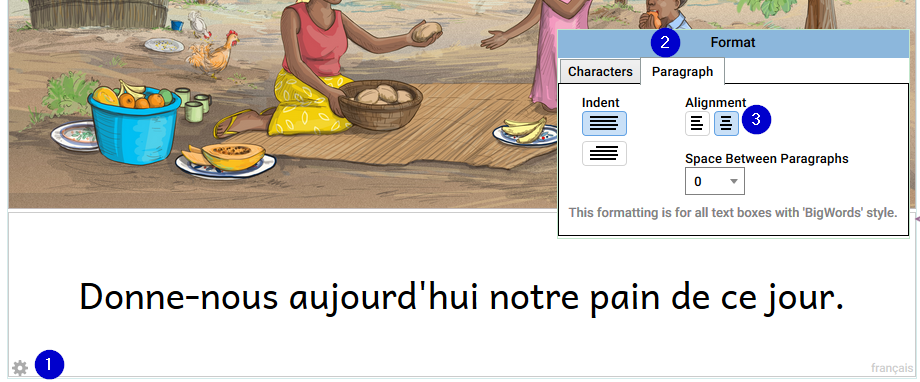 2 Format
Characters Paragraph
Indent Alignment
3
Space Between Paragraphs
0
This formatting is for all text boxes with 'BigWords' style.
Donne-nous aujourd'hui notre pain de ce jour.
1
français